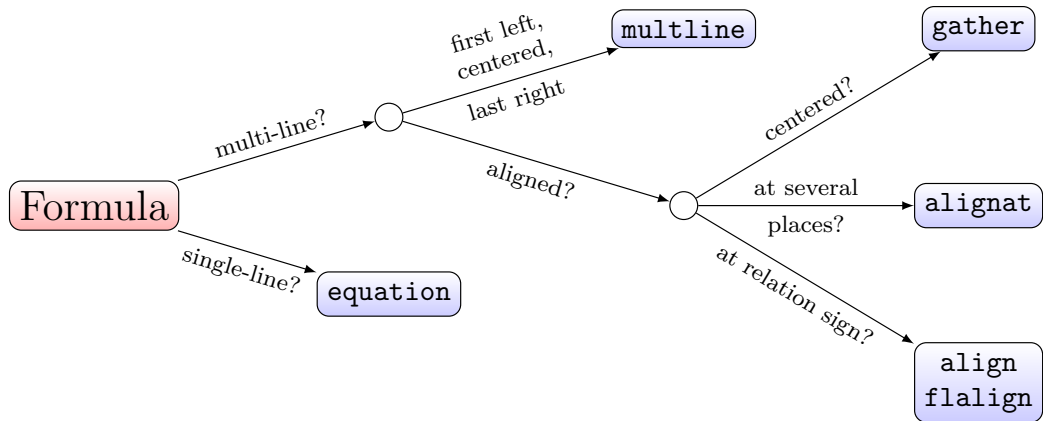 first left,
centered,
last right
multline
gather
multi-line?
centered?
aligned?
Formula
at several
places?
alignat
single-line?
equation
at relation sign?
align
flalign